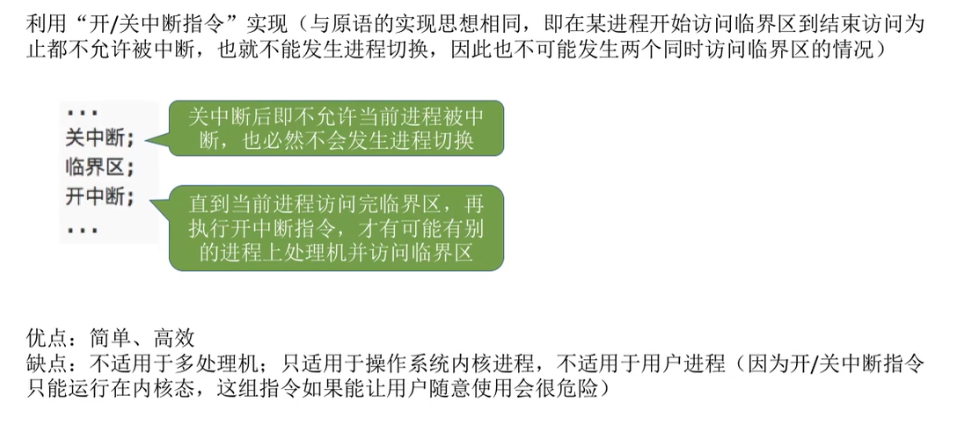 利用“开/关中断指令”实现（与原语的实现思想相同，即在某进程开始访问临界区到结束访问为
止都不允许被中断，也就不能发生进程切换，因此也不可能发生两个同时访问临界区的情况）
...
关中断;
临界区;
开中断;
...
关中断后即不允许当前进程被中
断，也必然不会发生进程切换
直到当前进程访问完临界区，再
执行开中断指令，才有可能有别
的进程上处理机并访问临界区
优点：简单、高效
缺点：不适用于多处理机；只适用于操作系统内核进程，不适用于用户进程（因为开/关中断指令
只能运行在内核态，这组指令如果能让用户随意使用会很危险）